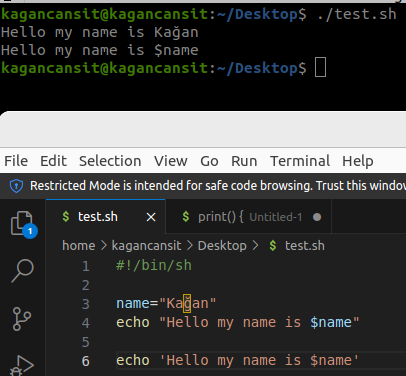 kagancansit@kagancansit:~/Desktop$ ./test.sh
Hello my name is Kağan
Hello my name is $name
kagancansit@kagancansit:~/Desktop$
File Edit Selection View Go Run Terminal Help
Restricted Mode is intended for safe code browsing. Trust this window
$ test.sh × $ print() { Untitled-1 ●
home > kagancansit > Desktop > $ test.sh
1 #!/bin/sh
2
3 name="Kağan"
4 echo "Hello my name is $name"
5
6 echo 'Hello my name is $name'
1